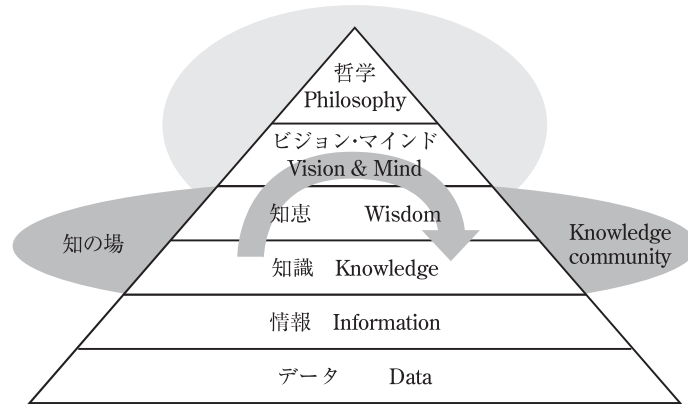 哲学
Philosophy
ビジョン・マインド
Vision & Mind
知恵 Wisdom
知の場
Knowledge
community
知識 Knowledge
情報 Information
データ Data